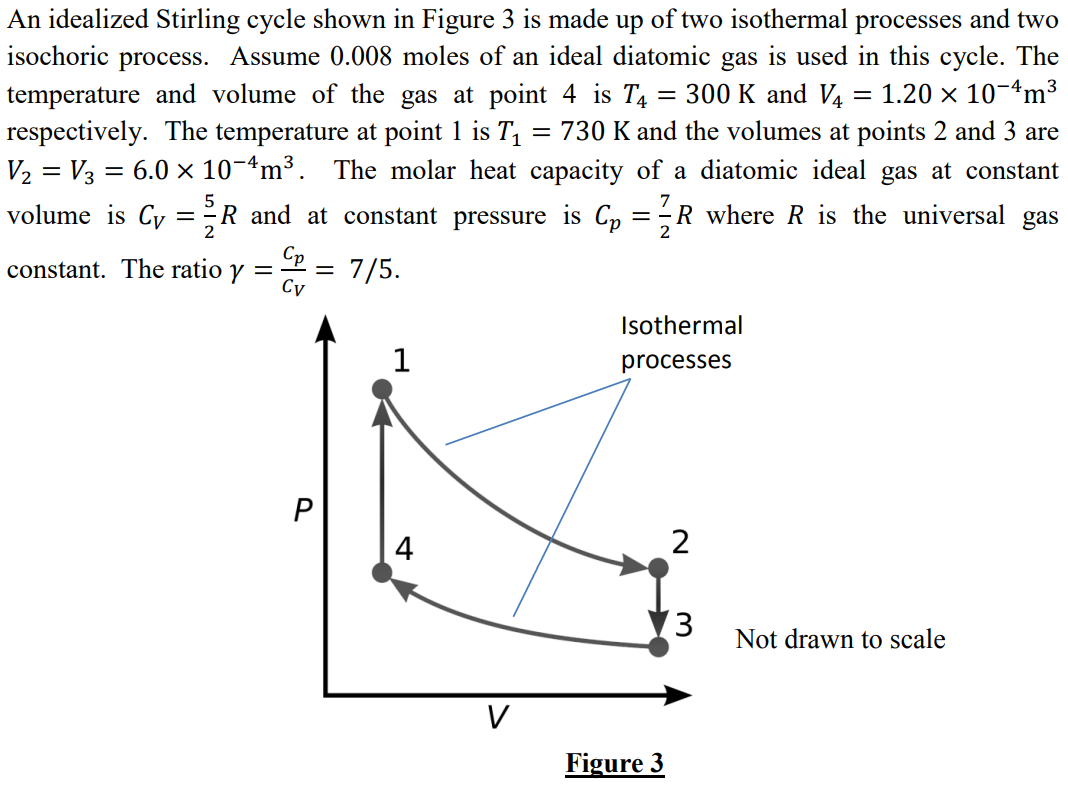 An idealized Stirling cycle shown in Figure 3 is made up of two isothermal processes and two
isochoric process. Assume 0.008 moles of an ideal diatomic gas is used in this cycle. The
temperature and volume of the gas at point 4 is T₄ = 300 K and V₄ = 1.20 × 10⁻⁴m³
respectively. The temperature at point 1 is T₁ = 730 K and the volumes at points 2 and 3 are
V₂ = V₃ = 6.0 × 10⁻⁴m³. The molar heat capacity of a diatomic ideal gas at constant
volume is Cᵥ = 5/2 R and at constant pressure is Cₚ = 7/2 R where R is the universal gas
constant. The ratio γ = Cₚ/Cᵥ = 7/5.
Isothermal
processes
1
P
4
2
3
Not drawn to scale
V
Figure 3